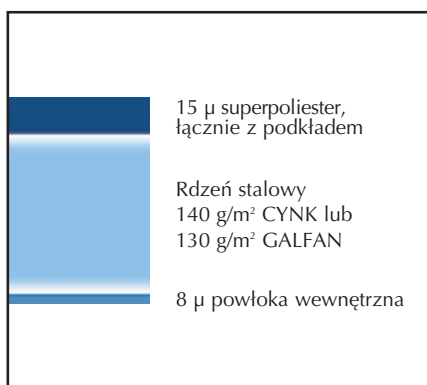 15 µ superpoliester,
łącznie z podkładem
Rdzeń stalowy
140 g/m² CYNK lub
130 g/m² GALFAN
8 µ powłoka wewnętrzna